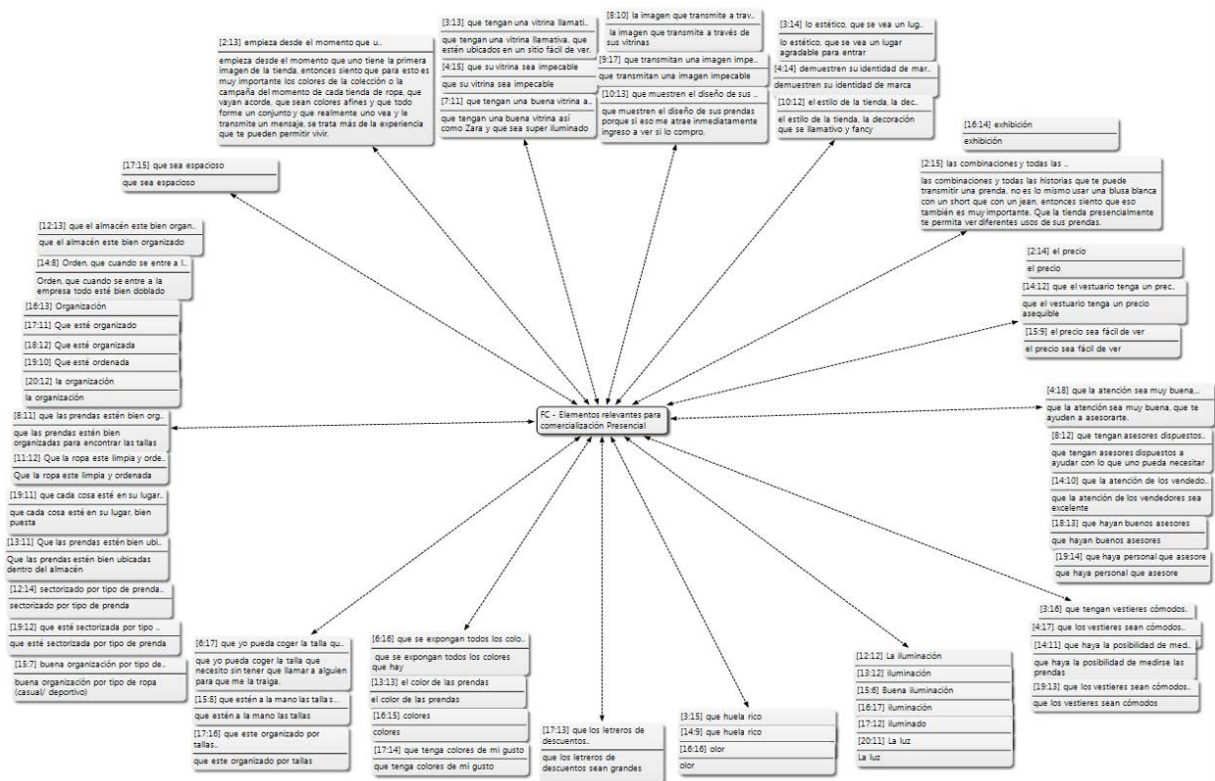 [2:13] empieza desde el momento que u..
empieza desde el momento que uno tiene la primera
imagen de la tienda, entonces siento que para esto es
muy importante los colores de la colección o la
campaña del momento de cada tienda de ropa, que
vayan acorde, que sean colores afines y que todo
forme un conjunto y que realmente uno vea y le
transmite un mensaje. se trata más de la experiencia
que te pueden permitir vivir.
[3:13] que tengan una vitrina llamati..
que tengan una vitrina llamativa, que
estén ubicados en un sitio fácil de ver.
[4:15] que su vitrina sea impecable
que su vitrina sea impecable
[7:11] que tengan una buena vitrina a..
que tengan una buena vitrina así
como Zara y que sea super iluminado
[8:10] la imagen que transmite a trav..
la imagen que transmite a través de
sus vitrinas
[9:17] que transmitan una imagen impe..
que transmitan una imagen impecable
[10:13] que muestren el diseño de sus ..
que muestren el diseño de sus prendas
porque si eso me atrae inmediatamente
ingreso a ver si lo compro.
[3:14] lo estético, que se vea un lug..
lo estético, que se vea un lugar
agradable para entrar
[4:14] demuestren su identidad de mar..
demuestren su identidad de marca
[10:12] el estilo de la tienda, la dec..
el estilo de la tienda, la decoración
que se llamativo y fancy
[16:14] exhibición
exhibición
[2:15] las combinaciones y todas las ..
las combinaciones y todas las historias que te puede
transmitir una prenda, no es lo mismo usar una blusa blanca
con un short que con un jean, entonces siento que eso
también es muy importante. Que la tienda presencialmente
te permita ver diferentes usos de sus prendas.
[17:15] que sea espacioso
que sea espacioso
[12:13] que el almacén este bien organ..
que el almacén este bien organizado
[14:8] Orden, que cuando se entre a l..
Orden, que cuando se entre a la
empresa todo esté bien doblado
[16:13] Organización
[17:11] Que esté organizado
[18:12] Que esté organizada
[19:10] Que esté ordenada
[20:12] la organización
la organización
[8:11] que las prendas estén bien org..
que las prendas estén bien
organizadas para encontrar las tallas
[11:12] Que la ropa este limpia y orde..
Que la ropa este limpia y ordenada
[19:11] que cada cosa esté en su lugar..
que cada cosa esté en su lugar, bien
puesta
[13:11] Que las prendas estén bien ubi..
Que las prendas estén bien ubicadas
dentro del almacén
[12:14] sectorizado por tipo de prenda..
sectorizado por tipo de prenda
[19:12] que esté sectorizada por tipo ..
que esté sectorizada por tipo de prenda
[15:7] buena organización por tipo de..
buena organización por tipo de ropa
(casual/ deportivo)
[2:14] el precio
el precio
[14:12] que el vestuario tenga un prec..
que el vestuario tenga un precio
asequible
[15:9] el precio sea fácil de ver
el precio sea fácil de ver
FC - Elementos relevantes para
comercialización Presencial
[4:18] que la atención sea muy buena...
que la atención sea muy buena, que te
ayuden a asesorarte.
[8:12] que tengan asesores dispuestos..
que tengan asesores dispuestos a
ayudar con lo que uno pueda necesitar
[14:10] que la atención de los vendedo..
que la atención de los vendedores sea
excelente
[18:13] que hayan buenos asesores
que hayan buenos asesores
[19:14] que haya personal que asesore
que haya personal que asesore
[3:16] que tengan vestieres cómodos.
[4:17] que los vestieres sean cómodos..
[14:11] que haya la posibilidad de med..
que haya la posibilidad de medirse las
prendas
[19:13] que los vestieres sean cómodos..
que los vestieres sean cómodos
[6:17] que yo pueda coger la talla qu..
que yo pueda coger la talla que
necesito sin tener que llamar a alguien
para que me la traiga.
[15:8] que estén a la mano las tallas..
que estén a la mano las tallas
[17:16] que este organizado por
tallas..
que este organizado por tallas
[6:16] que se expongan todos los colo..
que se expongan todos los colores
que hay
[13:13] el color de las prendas
el color de las prendas
[16:15] colores
colores
[17:14] que tenga colores de mi gusto
que tenga colores de mi gusto
[17:13] que los letreros de
descuentos..
que los letreros de
descuentos sean grandes
[3:15] que huela rico
[14:9] que huela rico
[16:16] olor
olor
[12:12] La iluminación
[13:12] iluminación
[15:6] Buena iluminación
[16:17] iluminación
[17:12] iluminado
[20:11] La luz
La luz